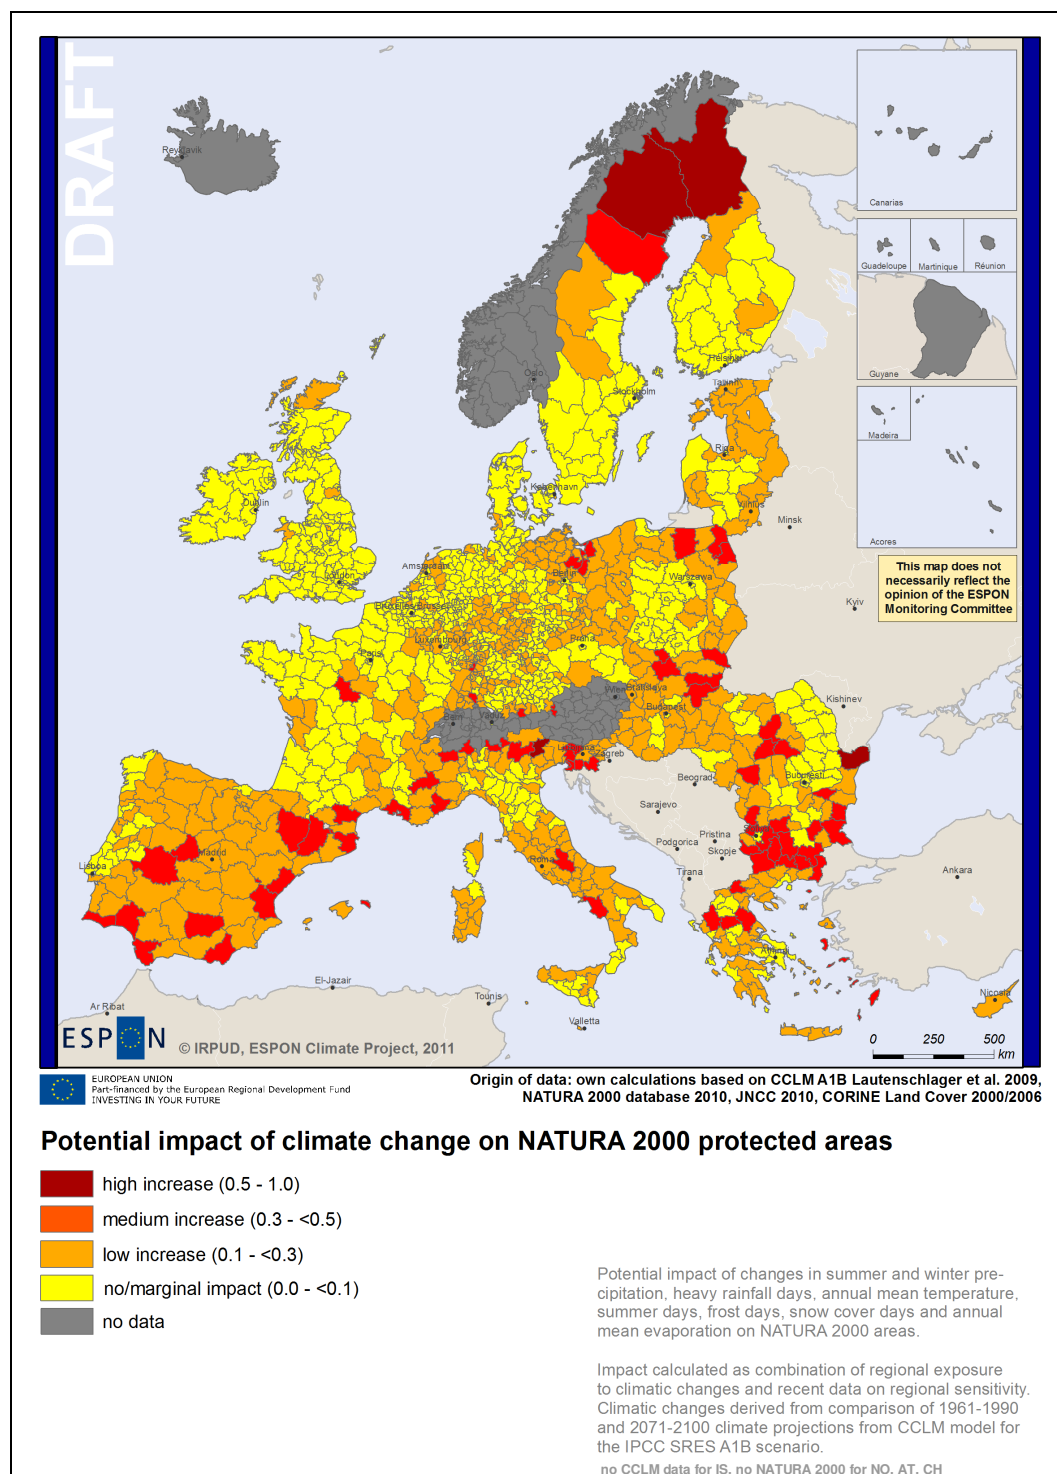 DRAFT
Reykjavik
Canarias
Guadeloupe
Martinique
Réunion
Guyane
Madeira
Acores
This map does not
necessarily reflect the
opinion of the ESPON
Monitoring Committee
Oslo
Helsinki
Tallinn
Stockholm
Riga
København
Dublin
Vilnius
Minsk
London
Amsterdam
Berlin
Warszawa
Kyiv
Bruxelles/Brussel
Luxembourg
Praha
Paris
Wien
Bratislava
Kishinev
Budapest
Bern
Vaduz
Ljubljana
Zagreb
Beograd
Bucuresti
Sarajevo
Pristina
Podgorica
Skopje
Madrid
Lisboa
Roma
Tirana
Ankara
Athinai
El-Jazair
Tounis
Nicosia
Ar Ribat
Valletta
ESPON
© IRPUD, ESPON Climate Project, 2011
0 250 500
km
EUROPEAN UNION
Part-financed by the European Regional Development Fund
INVESTING IN YOUR FUTURE
Origin of data: own calculations based on CCLM A1B Lautenschlager et al. 2009,
NATURA 2000 database 2010, JNCC 2010, CORINE Land Cover 2000/2006
Potential impact of climate change on NATURA 2000 protected areas
high increase (0.5 - 1.0)
medium increase (0.3 - <0.5)
low increase (0.1 - <0.3)
no/marginal impact (0.0 - <0.1)
no data
Potential impact of changes in summer and winter pre-
cipitation, heavy rainfall days, annual mean temperature,
summer days, frost days, snow cover days and annual
mean evaporation on NATURA 2000 areas.
Impact calculated as combination of regional exposure
to climatic changes and recent data on regional sensitivity.
Climatic changes derived from comparison of 1961-1990
and 2071-2100 climate projections from CCLM model for
the IPCC SRES A1B scenario.
no CCLM data for IS, no NATURA 2000 for NO, AT, CH